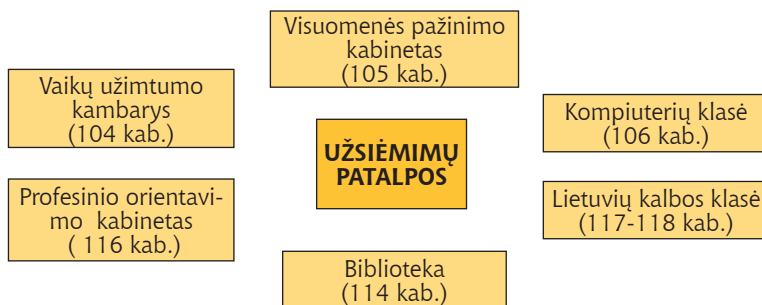 Visuomenės pažinimo
kabinetas
(105 kab.)
Vaikų užimtumo
kambarys
(104 kab.)
Kompiuterių klasė
(106 kab.)
UŽSIĖMIMŲ
PATALPOS
Profesinio orientavi-
mo kabinetas
( 116 kab.)
Lietuvių kalbos klasė
(117-118 kab.)
Biblioteka
(114 kab.)